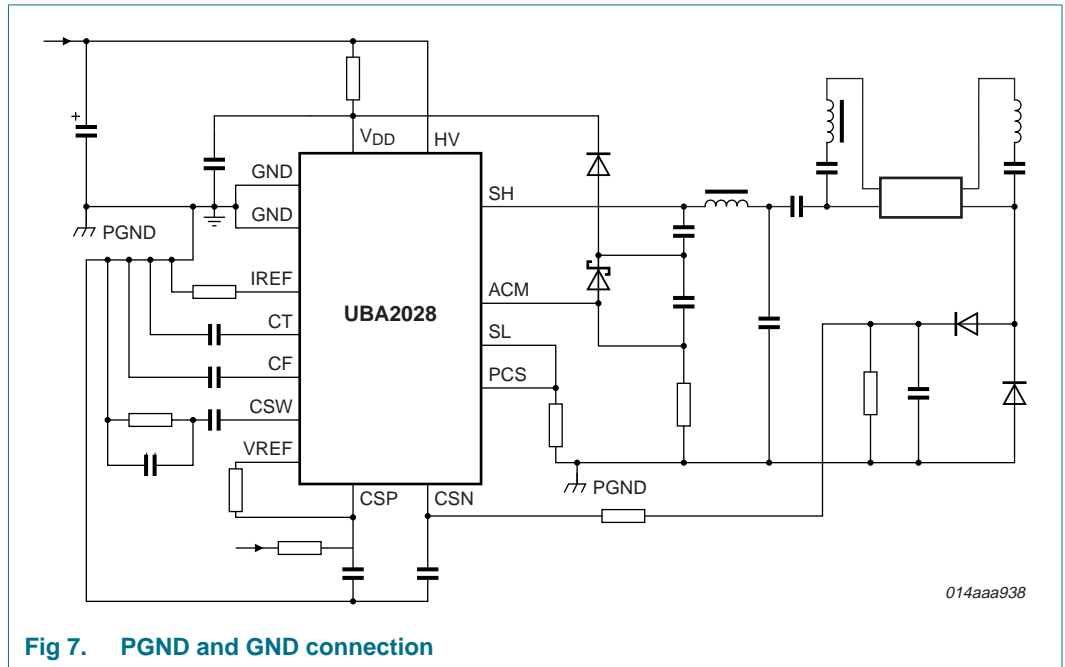 VDD
HV
GND
GND
PGND
IREF
CT
CF
CSW
VREF
CSP
CSN
UBA2028
SH
ACM
SL
PCS
PGND
+
014aaa938
Fig 7. PGND and GND connection